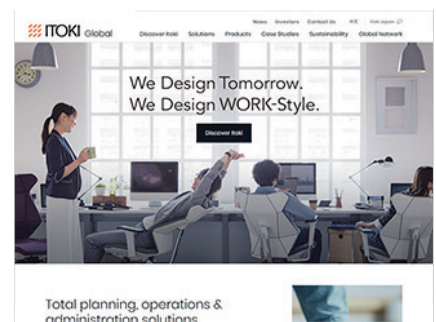 News Investors Contact Us
ITOKI Global
Discover Itoki Solutions Products Case Studies Sustainability Global Network
We Design Tomorrow.
We Design WORK-Style.
Discover Itoki
Total planning, operations &
administration solutions